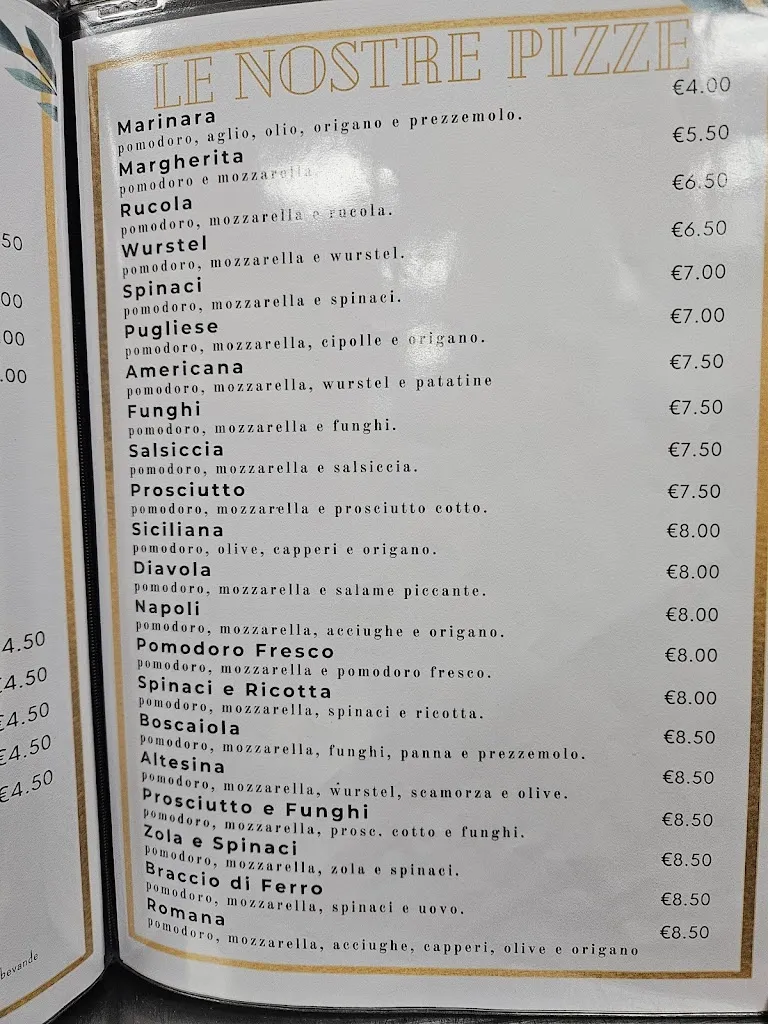 50
00
00
.00
4.50
€4.50
€4.50
€4.50
€4.50
bevande
LE NOSTRE PIZZE
Marinara €4.00
pomodoro, aglio, olio, origano e prezzemolo.
Margherita €5.50
pomodoro e mozzarella
Rucola €6.50
pomodoro, mozzarella e rucola.
Wurstel €6.50
pomodoro, mozzarella e wurstel.
Spinaci €7.00
pomodoro, mozzarella e spinaci.
Pugliese €7.00
pomodoro, mozzarella, cipolle e origano.
Americana €7.50
pomodoro, mozzarella, wurstel e patatine
Funghi €7.50
pomodoro, mozzarella e funghi.
Salsiccia €7.50
pomodoro, mozzarella e salsiccia.
Prosciutto €7.50
pomodoro, mozzarella e prosciutto cotto.
Siciliana €8.00
pomodoro, olive, capperi e origano.
Diavola €8.00
pomodoro, mozzarella e salame piccante.
Napoli €8.00
pomodoro, mozzarella, acciughe e origano.
Pomodoro Fresco €8.00
pomodoro, mozzarella e pomodoro fresco.
Spinaci e Ricotta €8.00
pomodoro, mozzarella, spinaci e ricotta.
Boscaiola €8.50
pomodoro, mozzarella, funghi, panna e prezzemolo.
Altesina €8.50
pomodoro, mozzarella, wurstel, scamorza e olive.
Prosciutto e Funghi €8.50
pomodoro, mozzarella, prosc. cotto e funghi.
Zola e Spinaci €8.50
pomodoro, mozzarella, zola e spinaci.
Braccio di Ferro €8.50
pomodoro, mozzarella, spinaci e uovo.
Romana €8.50
pomodoro, mozzarella, acciughe, capperi, olive e origano